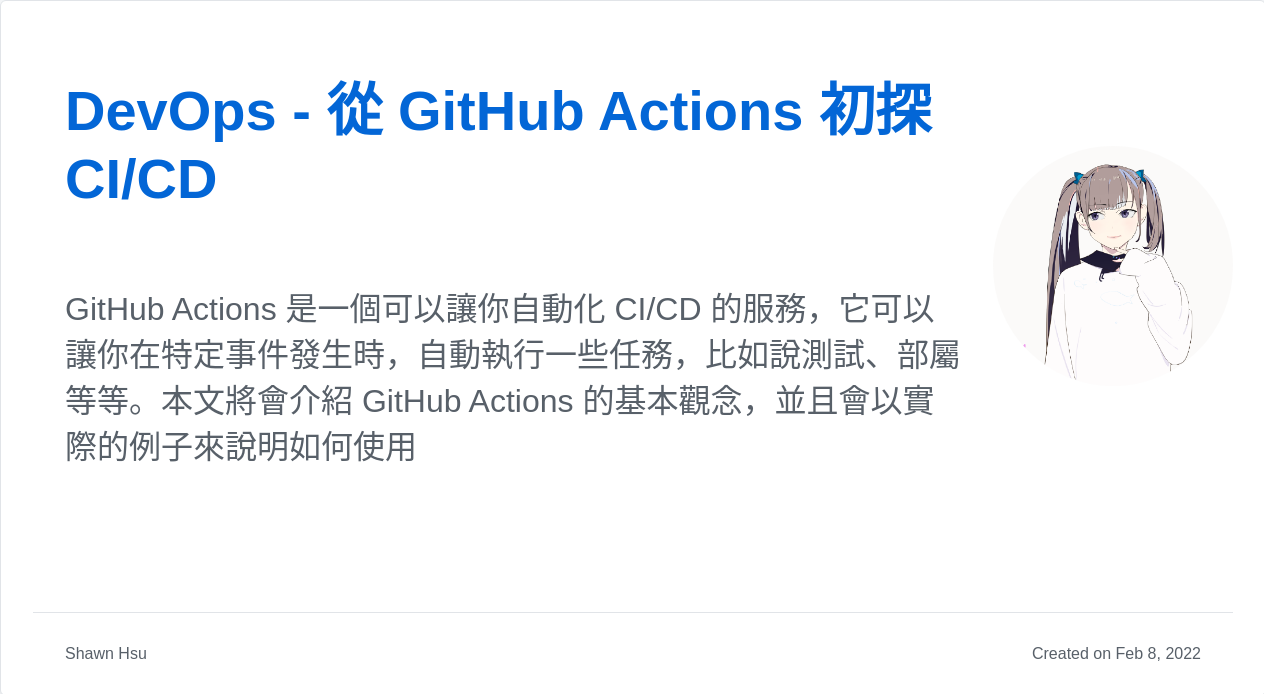 DevOps - 從 GitHub Actions 初探
CI/CD
GitHub Actions 是一個可以讓你自動化 CI/CD 的服務，它可以
讓你在特定事件發生時，自動執行一些任務，比如說測試、部屬
等等。本文將會介紹 GitHub Actions 的基本觀念，並且會以實
際的例子來說明如何使用
Shawn Hsu
Created on Feb 8, 2022